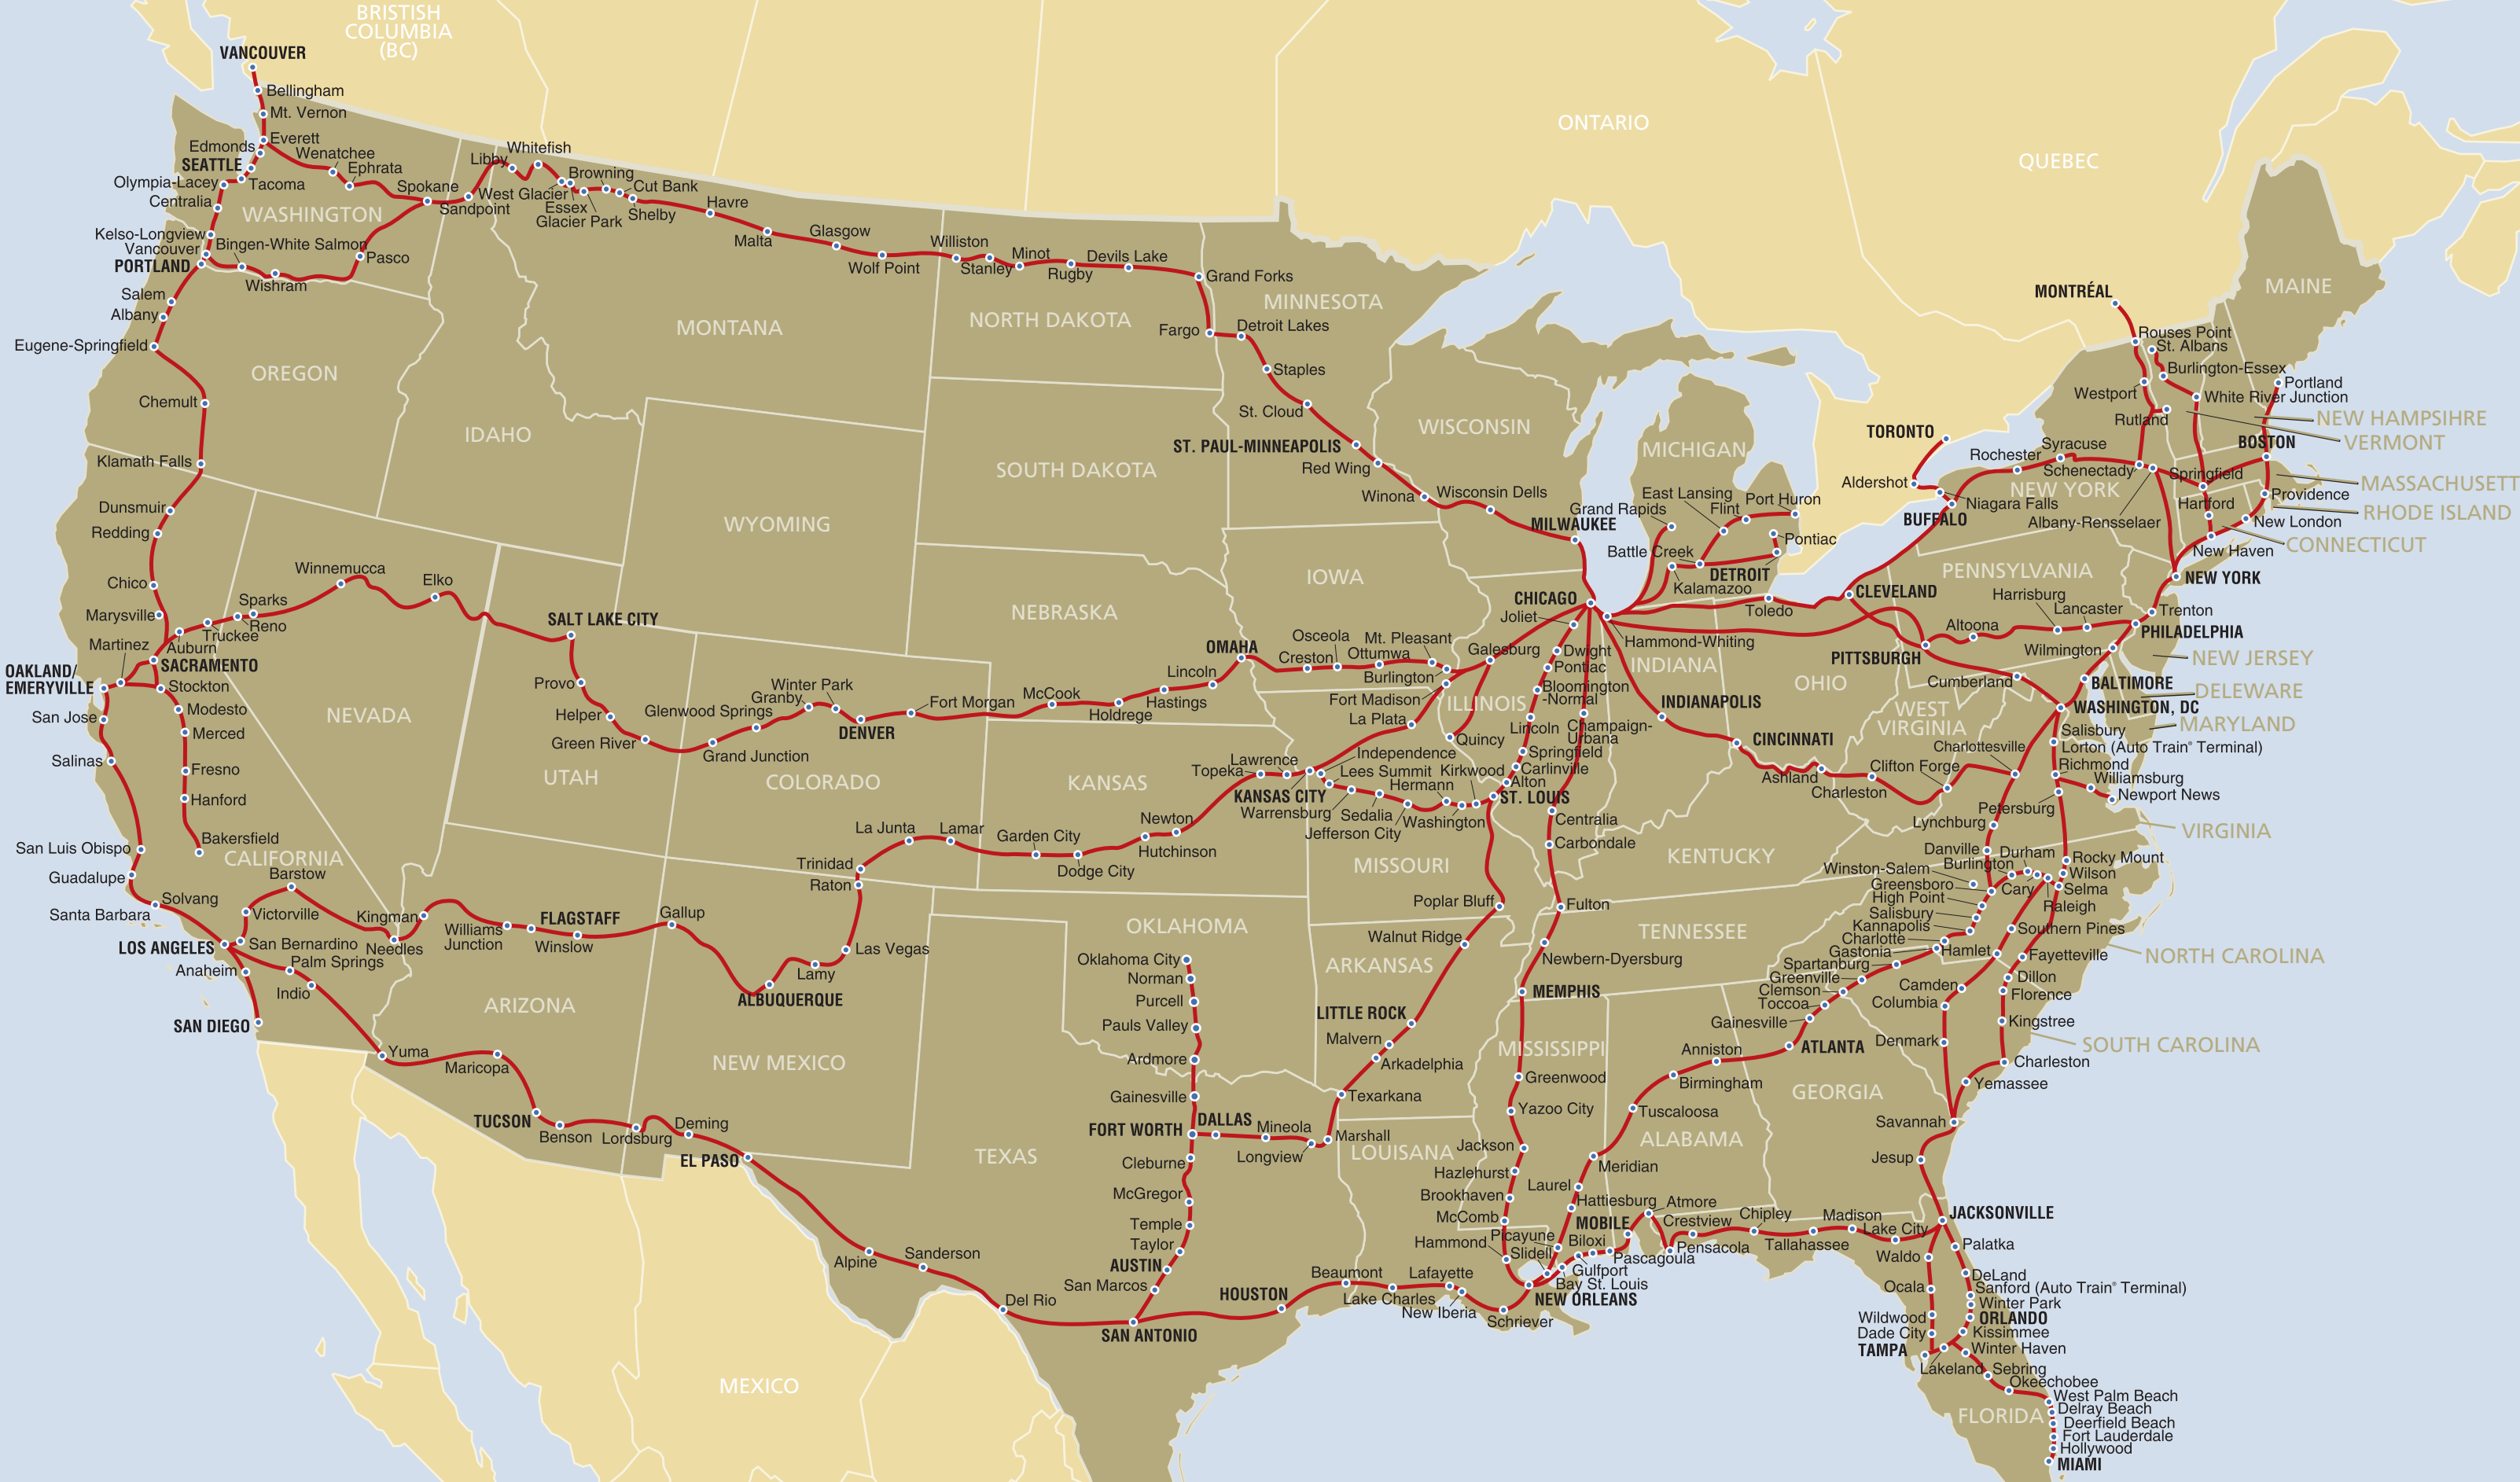 BRISTISH
COLUMBIA
(BC)
VANCOUVER
Bellingham
Mt. Vernon
Everett
Edmonds
SEATTLE
Tacoma
Olympia-Lacey
Centralia
Kelso-Longview
Vancouver
PORTLAND
Wenatchee
Ephrata
WASHINGTON
Bingen-White Salmon
Wishram
Pasco
Spokane
Sandpoint
Libby
Whitefish
West Glacier
Essex
Glacier Park
Browning
Cut Bank
Shelby
Havre
Malta
Glasgow
Wolf Point
Williston
Stanley
Minot
Rugby
Devils Lake
Grand Forks
Fargo
Detroit Lakes
Staples
St. Cloud
ST. PAUL-MINNEAPOLIS
Red Wing
Winona
Wisconsin Dells
MILWAUKEE
ONTARIO
QUEBEC
MINNESOTA
NORTH DAKOTA
MONTANA
SOUTH DAKOTA
WISCONSIN
MICHIGAN
Salem
Albany
Eugene-Springfield
OREGON
IDAHO
WYOMING
Chemult
Klamath Falls
Dunsmuir
Redding
Chico
Marysville
Martinez
OAKLAND/
EMERYVILLE
SACRAMENTO
Auburn
Truckee
Reno
Sparks
Winnemucca
Elko
SALT LAKE CITY
Provo
Helper
Green River
Grand Junction
Glenwood Springs
Granby
Winter Park
DENVER
Fort Morgan
McCook
Holdrege
Hastings
Lincoln
OMAHA
Creston
Osceola
Ottumwa
Mt. Pleasant
Burlington
Galesburg
IOWA
NEBRASKA
NEVADA
UTAH
COLORADO
KANSAS
ILLINOIS
INDIANA
OHIO
Stockton
Modesto
Merced
Fresno
Hanford
Bakersfield
San Jose
Salinas
San Luis Obispo
Guadalupe
Solvang
Santa Barbara
CALIFORNIA
LOS ANGELES
Anaheim
SAN DIEGO
Barstow
Victorville
San Bernardino
Palm Springs
Indio
Needles
Kingman
Williams
Junction
FLAGSTAFF
Winslow
Gallup
ALBUQUERQUE
Lamy
Las Vegas
Raton
Trinidad
La Junta
Lamar
Garden City
Dodge City
Hutchinson
Newton
Topeka
Lawrence
KANSAS CITY
Independence
Lees Summit
Warrensburg
Sedalia
Jefferson City
Hermann
Washington
Kirkwood
ST. LOUIS
Fort Madison
La Plata
Quincy
CHICAGO
Joliet
Dwight
Pontiac
Bloomington
-Normal
Lincoln
Springfield
Carlinville
Alton
Champaign-
Urbana
Centralia
Carbondale
Fulton
Newbern-Dyersburg
MEMPHIS
Greenwood
Yazoo City
Jackson
Hazlehurst
Brookhaven
McComb
Hammond
NEW ORLEANS
Poplar Bluff
Walnut Ridge
LITTLE ROCK
Malvern
Arkadelphia
Texarkana
Marshall
Longview
Mineola
DALLAS
FORT WORTH
MISSOURI
ARKANSAS
OKLAHOMA
TENNESSEE
KENTUCKY
ARIZONA
NEW MEXICO
TEXAS
LOUSIANA
MISSISSIPPI
ALABAMA
GEORGIA
MEXICO
Yuma
Maricopa
TUCSON
Benson
Lordsburg
Deming
EL PASO
Alpine
Sanderson
Del Rio
SAN ANTONIO
Oklahoma City
Norman
Purcell
Pauls Valley
Ardmore
Gainesville
Cleburne
McGregor
Temple
Taylor
AUSTIN
San Marcos
HOUSTON
Beaumont
Lake Charles
Lafayette
New Iberia
Schriever
Slidell
Picayune
Hattiesburg
Laurel
Meridian
Tuscaloosa
Birmingham
Anniston
ATLANTA
Bay St. Louis
Gulfport
Biloxi
Pascagoula
MOBILE
Atmore
Pensacola
Crestview
Chipley
Tallahassee
Madison
Lake City
JACKSONVILLE
Grand Rapids
East Lansing
Flint
Port Huron
Pontiac
DETROIT
Battle Creek
Kalamazoo
Hammond-Whiting
Toledo
CLEVELAND
INDIANAPOLIS
CINCINNATI
Ashland
Charleston
Clifton Forge
Charlottesville
WEST
VIRGINIA
PITTSBURGH
Cumberland
Altoona
Harrisburg
Lancaster
PENNSYLVANIA
PHILADELPHIA
Trenton
NEW YORK
Wilmington
BALTIMORE
WASHINGTON, DC
NEW JERSEY
DELEWARE
MARYLAND
TORONTO
Aldershot
Niagara Falls
BUFFALO
Rochester
Syracuse
Schenectady
Albany-Rensselaer
NEW YORK
MONTRÉAL
Rouses Point
St. Albans
Burlington-Essex
Westport
Rutland
White River Junction
Portland
MAINE
NEW HAMPSIHRE
VERMONT
BOSTON
Springfield
Hartford
Providence
New London
New Haven
MASSACHUSETT
RHODE ISLAND
CONNECTICUT
Salisbury
Lorton (Auto Train® Terminal)
Richmond
Williamsburg
Newport News
Petersburg
VIRGINIA
Lynchburg
Danville
Burlington
Durham
Winston-Salem
Greensboro
High Point
Salisbury
Kannapolis
Charlotte
Gastonia
Spartanburg
Greenville
Clemson
Toccoa
Gainesville
Cary
Raleigh
Rocky Mount
Wilson
Selma
Southern Pines
Hamlet
Fayetteville
NORTH CAROLINA
Camden
Columbia
Denmark
Dillon
Florence
Kingstree
SOUTH CAROLINA
Charleston
Yemassee
Savannah
Jesup
Waldo
Ocala
Wildwood
Dade City
TAMPA
Lakeland
Palatka
DeLand
Sanford (Auto Train® Terminal)
Winter Park
ORLANDO
Kissimmee
Winter Haven
Sebring
Okeechobee
West Palm Beach
Delray Beach
Deerfield Beach
Fort Lauderdale
Hollywood
MIAMI
FLORIDA